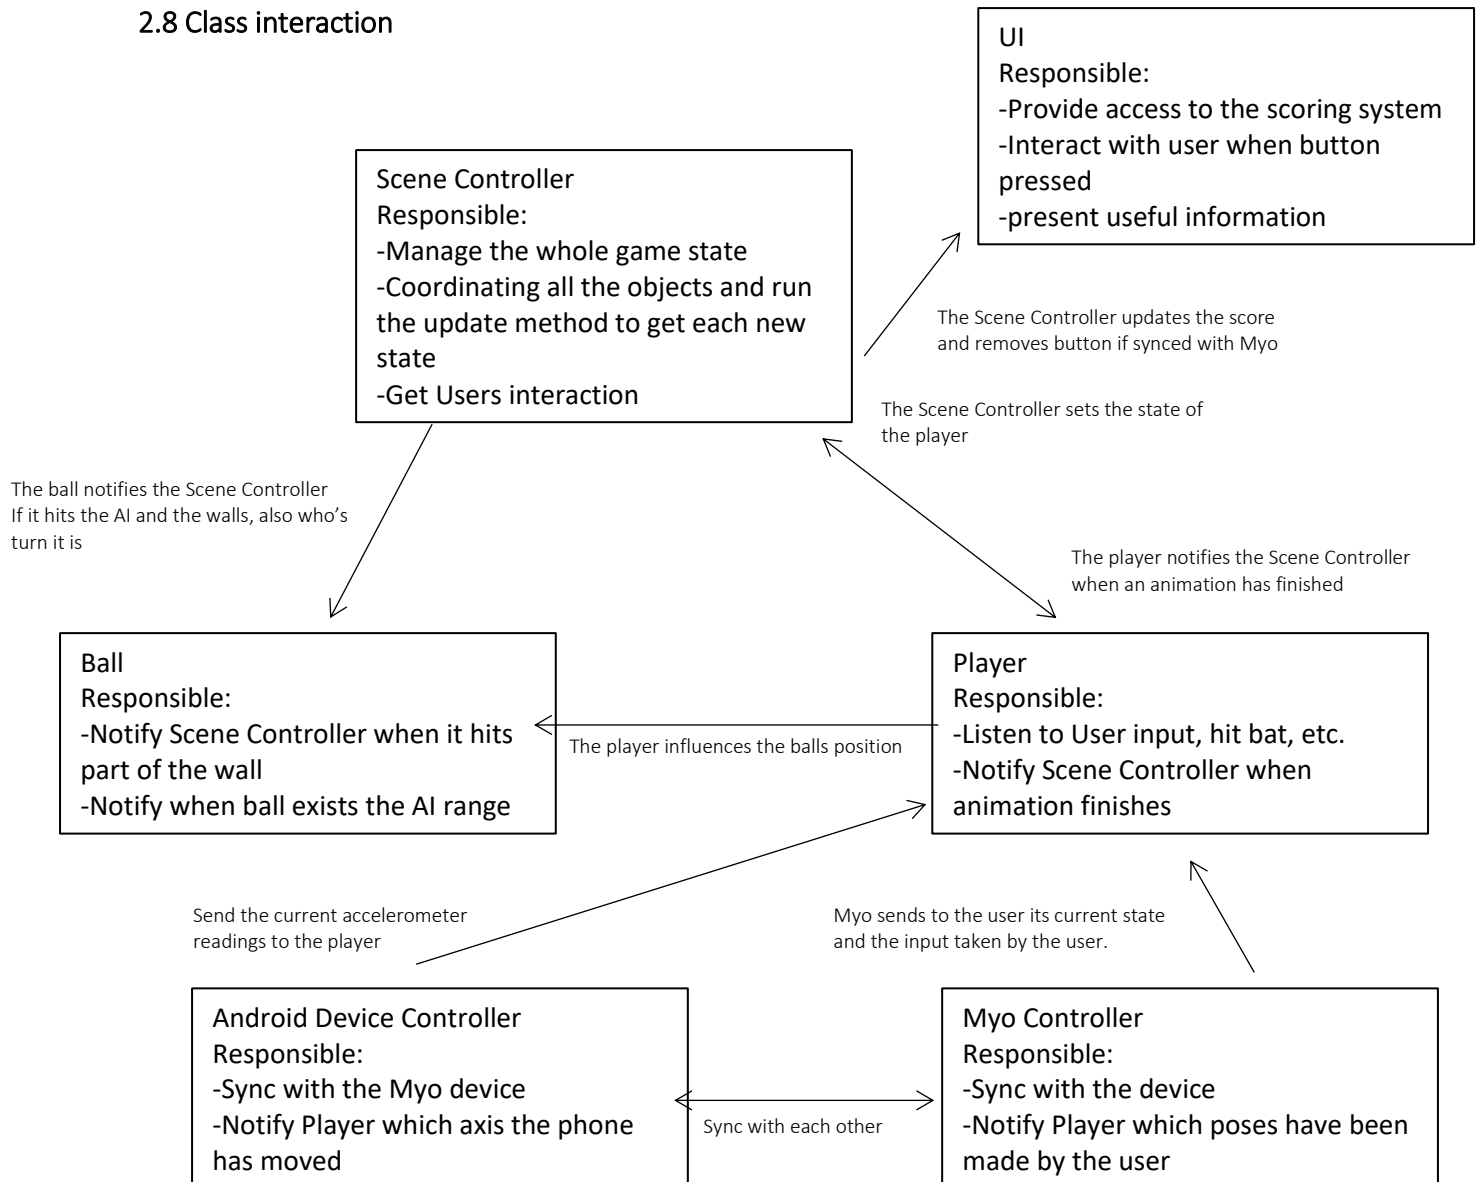 2.8 Class interaction
UI
Responsible:
-Provide access to the scoring system
-Interact with user when button
pressed
-present useful information
Scene Controller
Responsible:
-Manage the whole game state
-Coordinating all the objects and run
the update method to get each new
state
-Get Users interaction
The Scene Controller updates the score
and removes button if synced with Myo
The Scene Controller sets the state of
the player
The ball notifies the Scene Controller
If it hits the AI and the walls, also who’s
turn it is
The player notifies the Scene Controller
when an animation has finished
Ball
Responsible:
-Notify Scene Controller when it hits
part of the wall
-Notify when ball exists the AI range
The player influences the balls position
Player
Responsible:
-Listen to User input, hit bat, etc.
-Notify Scene Controller when
animation finishes
Send the current accelerometer
readings to the player
Myo sends to the user its current state
and the input taken by the user.
Android Device Controller
Responsible:
-Sync with the Myo device
-Notify Player which axis the phone
has moved
Sync with each other
Myo Controller
Responsible:
-Sync with the device
-Notify Player which poses have been
made by the user